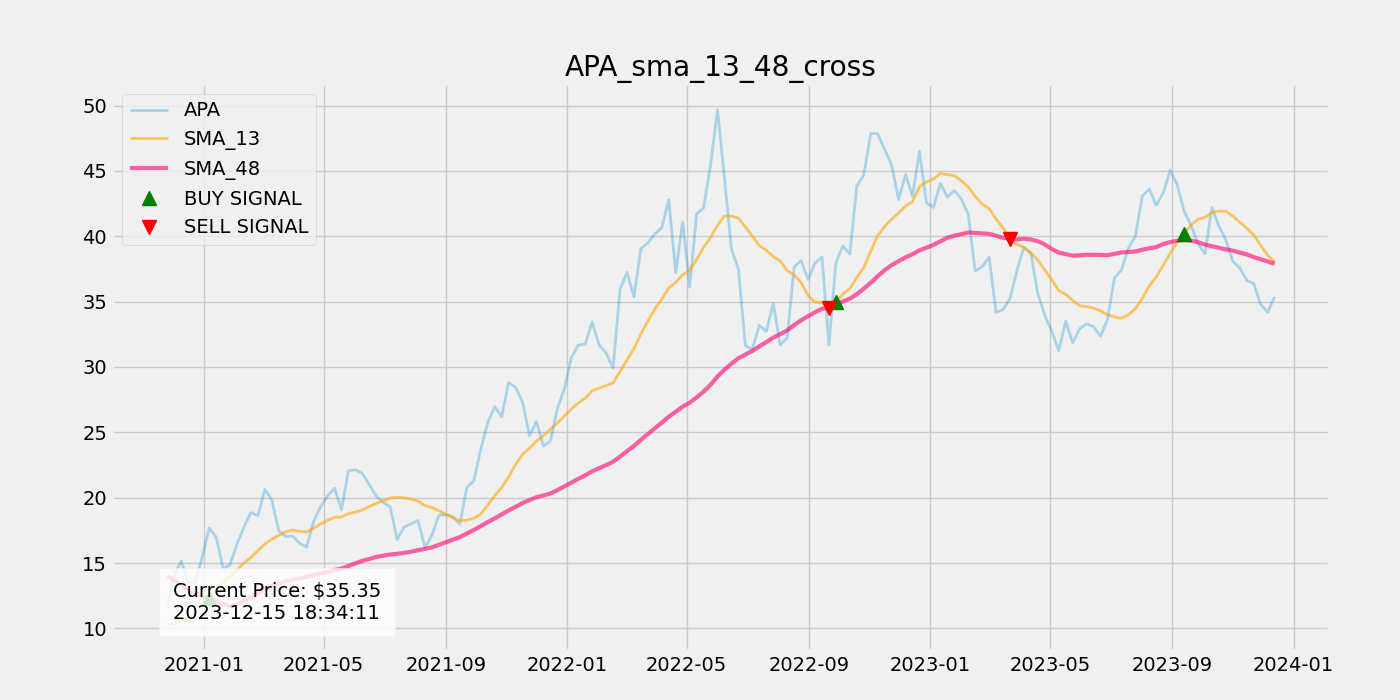 APA_sma_13_48_cross
50
45
40
35
30
25
20
15
10
APA
SMA_13
SMA_48
BUY SIGNAL
SELL SIGNAL
Current Price: $35.35
2023-12-15 18:34:11
2021-01 2021-05 2021-09 2022-01 2022-05 2022-09 2023-01 2023-05 2023-09 2024-01